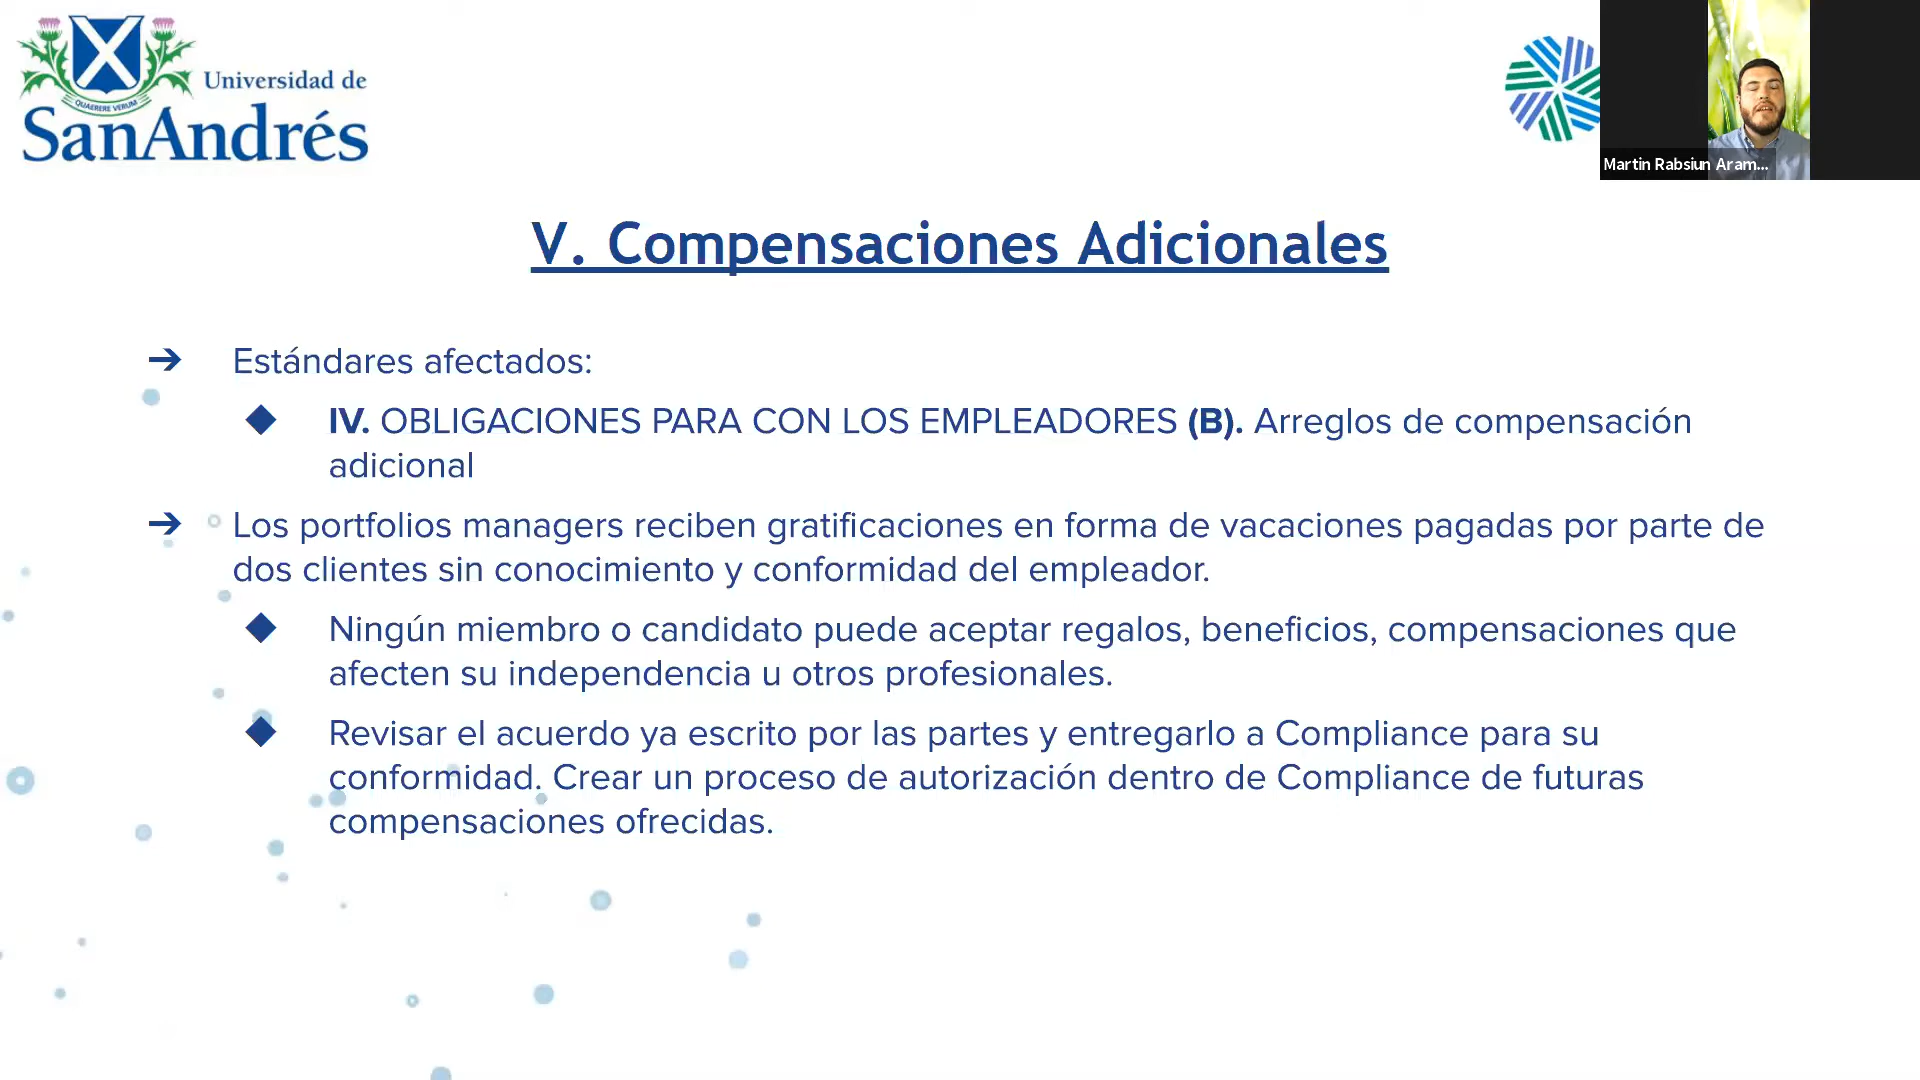 QUAERERE VERUM
Universidad de
SanAndrés
Martin Rabsiun Aram...
V. Compensaciones Adicionales
➔ Estándares afectados:
◆ IV. OBLIGACIONES PARA CON LOS EMPLEADORES (B). Arreglos de compensación
adicional
➔ Los portfolios managers reciben gratificaciones en forma de vacaciones pagadas por parte de
dos clientes sin conocimiento y conformidad del empleador.
◆ Ningún miembro o candidato puede aceptar regalos, beneficios, compensaciones que
afecten su independencia u otros profesionales.
◆ Revisar el acuerdo ya escrito por las partes y entregarlo a Compliance para su
conformidad. Crear un proceso de autorización dentro de Compliance de futuras
compensaciones ofrecidas.